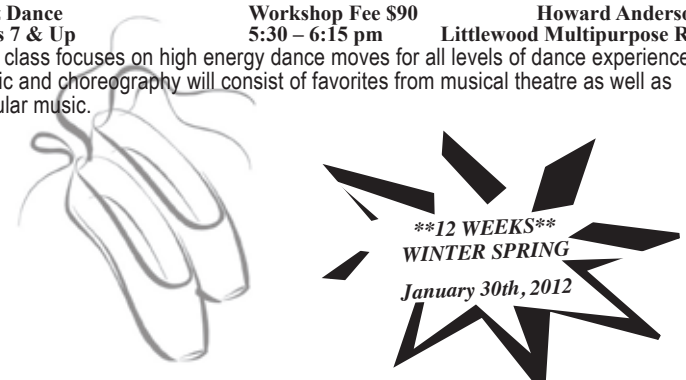 Dance Workshop Fee $90 Howard Anderso
s 7 & Up 5:30 – 6:15 pm Littlewood Multipurpose R
class focuses on high energy dance moves for all levels of dance experience
ic and choreography will consist of favorites from musical theatre as well as
ular music.
**12 WEEKS**
WINTER SPRING
January 30th, 2012